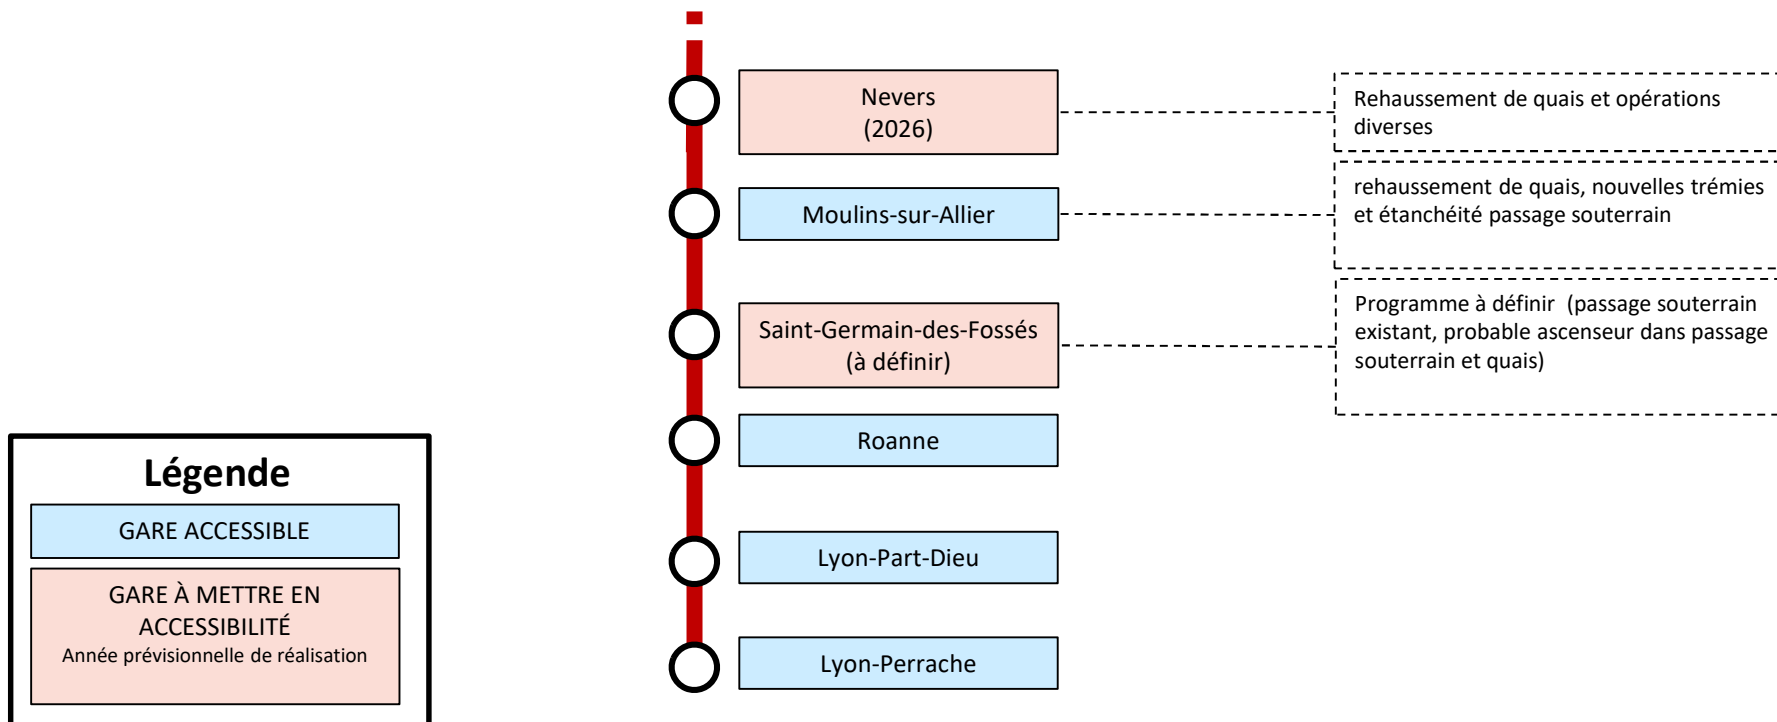 Nevers
(2026)
Rehaussement de quais et opérations
diverses
Moulins-sur-Allier
rehaussement de quais, nouvelles trémies
et étanchéité passage souterrain
Saint-Germain-des-Fossés
(à définir)
Programme à définir  (passage souterrain
existant, probable ascenseur dans passage
souterrain et quais)
Roanne
Lyon-Part-Dieu
Lyon-Perrache
Légende
GARE ACCESSIBLE
GARE À METTRE EN
ACCESSIBILITÉ
Année prévisionnelle de réalisation